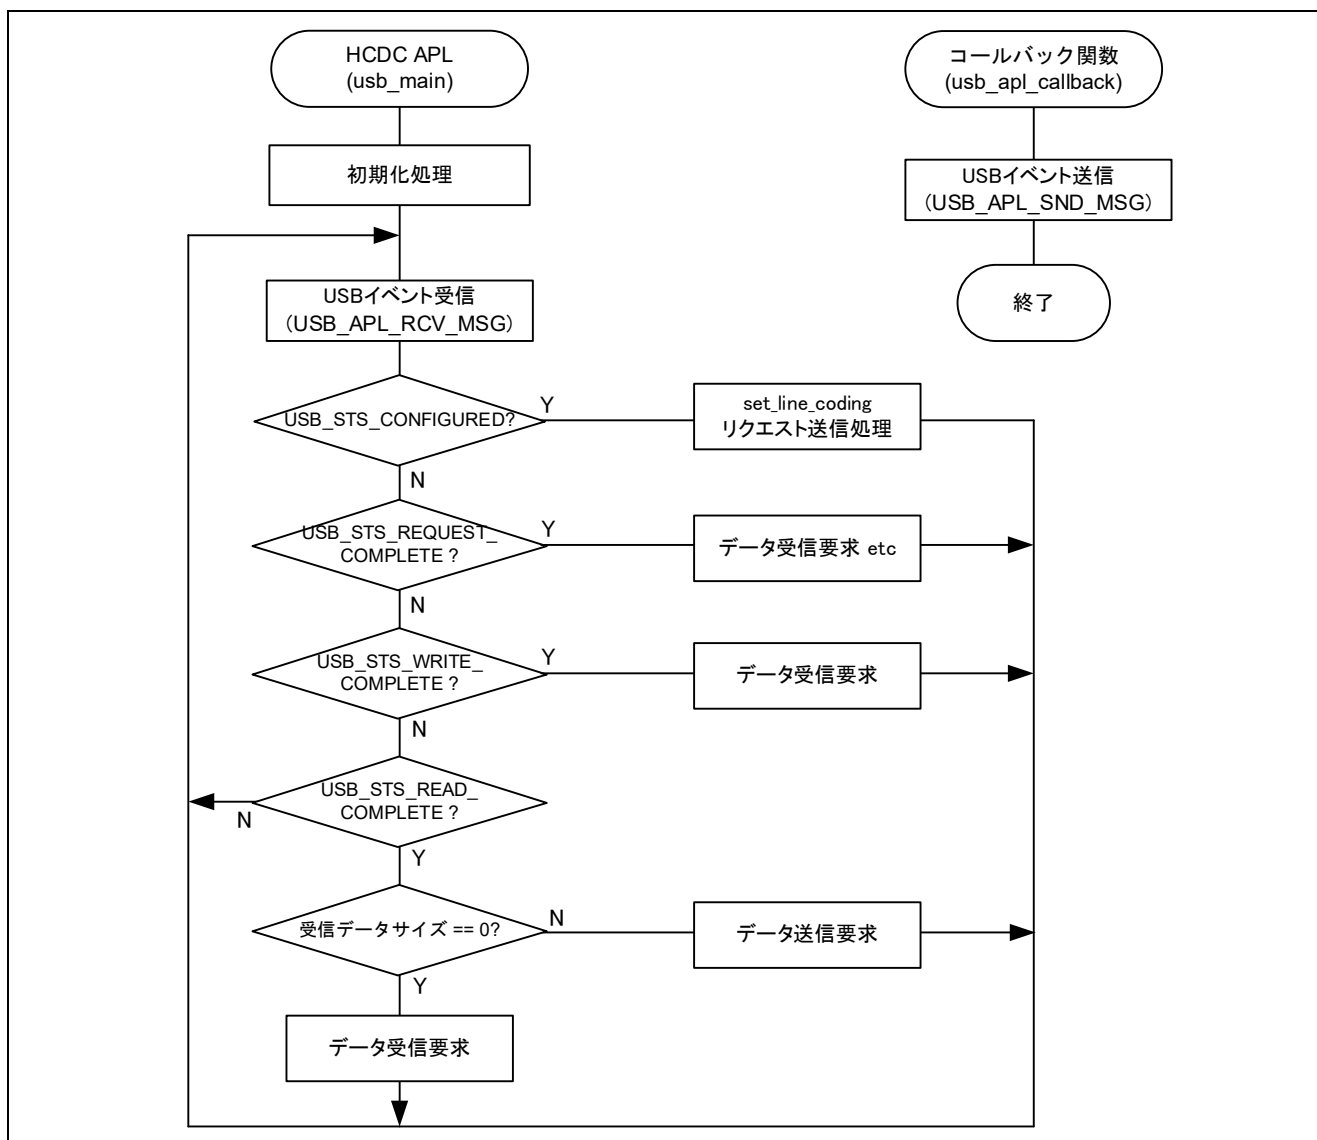 HCDC APL
(usb_main)
コールバック関数
(usb_apl_callback)
初期化処理
USBイベント送信
(USB_APL_SND_MSG)
USBイベント受信
(USB_APL_RCV_MSG)
終了
USB_STS_CONFIGURED?
Y
set_line_coding
リクエスト送信処理
N
USB_STS_REQUEST_
COMPLETE ?
Y
データ受信要求 etc
N
USB_STS_WRITE_
COMPLETE ?
Y
データ受信要求
N
USB_STS_READ_
COMPLETE ?
N
Y
受信データサイズ == 0?
N
データ送信要求
Y
データ受信要求